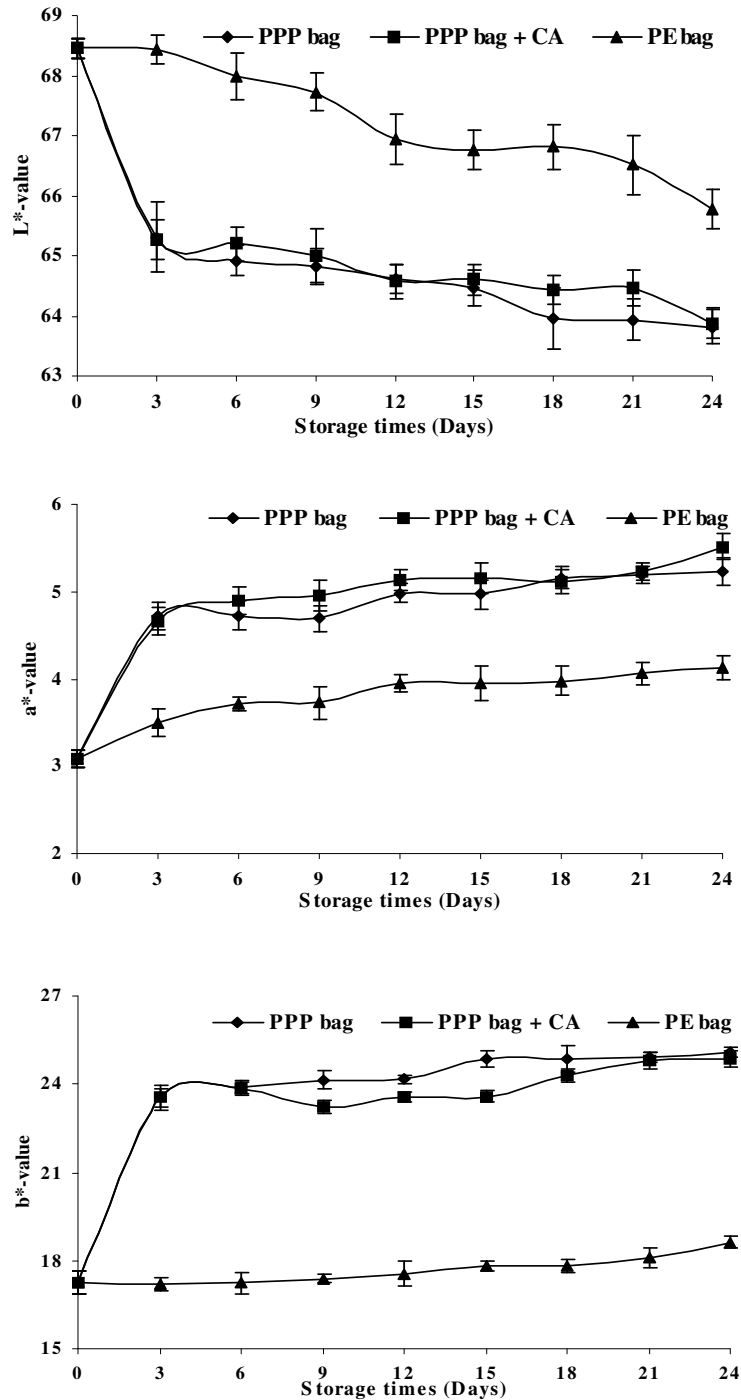 69
68
67
66
65
64
63
L*-value
PPP bag PPP bag + CA PE bag
0 3 6 9 12 15 18 21 24
Storage times (Days)
6
5
4
3
2
a*-value
PPP bag PPP bag + CA PE bag
0 3 6 9 12 15 18 21 24
Storage times (Days)
27
24
21
18
15
b*-value
PPP bag PPP bag + CA PE bag
0 3 6 9 12 15 18 21 24
Storage times (Days)